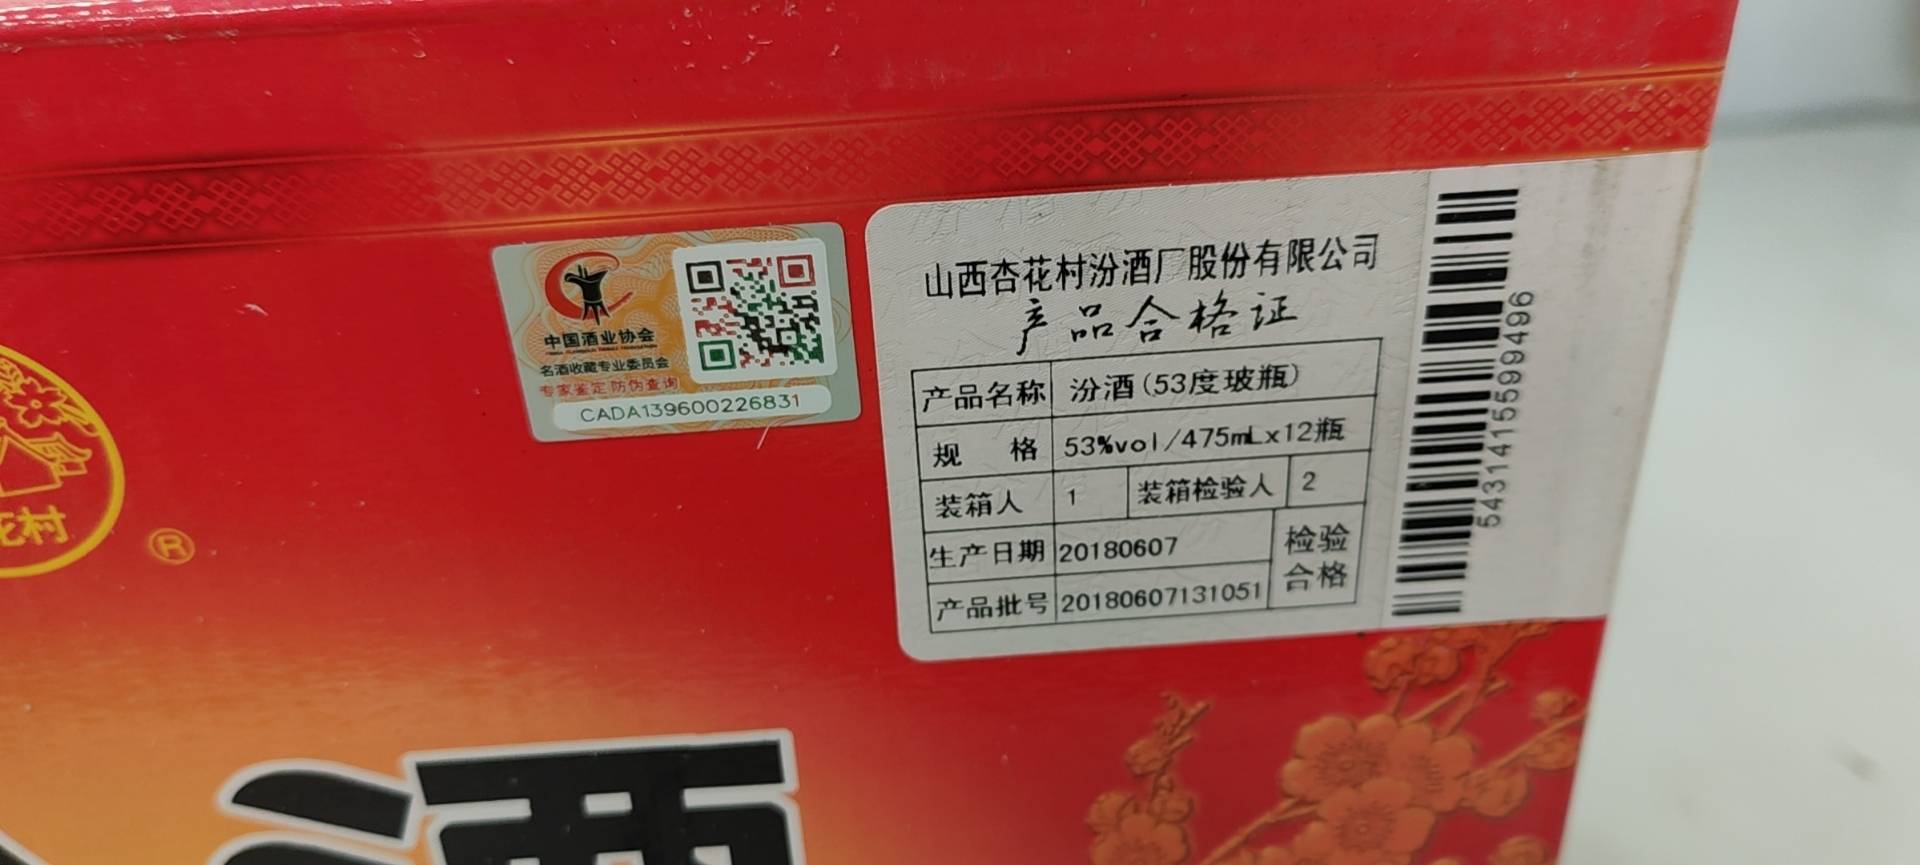 中国酒业协会
名酒收藏专业委员会
专家鉴定防伪查询
CADA139600226831
山西杏花村汾酒厂股份有限公司
产品合格证
产品名称 汾酒(53度玻瓶)
规 格 53%vol/475mLx12瓶
装箱人 1 装箱检验人 2
生产日期 20180607
检验
合格
产品批号 20180607131051
5431415599496
花村
®
酒